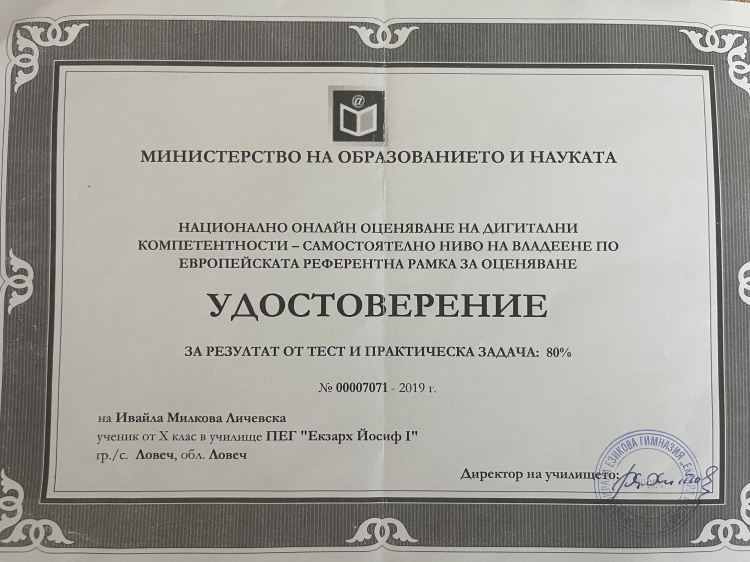 @
МИНИСТЕРСТВО НА ОБРАЗОВАНИЕТО И НАУКАТА
НАЦИОНАЛНО ОНЛАЙН ОЦЕНЯВАНЕ НА ДИГИТАЛНИ
КОМПЕТЕНТНОСТИ – САМОСТОЯТЕЛНО НИВО НА ВЛАДЕЕНЕ ПО
ЕВРОПЕЙСКАТА РЕФЕРЕНТНА РАМКА ЗА ОЦЕНЯВАНЕ
УДОСТОВЕРЕНИЕ
ЗА РЕЗУЛТАТ ОТ ТЕСТ И ПРАКТИЧЕСКА ЗАДАЧА: 80%
№ 00007071 - 2019 г.
на Ивайла Милкова Личевска
ученик от X клас в училище ПЕГ "Екзарх Йосиф I"
гр./с. Ловеч, обл. Ловеч
Директор на училището:
ЕЗИКОВА ГИМНАЗИЯ